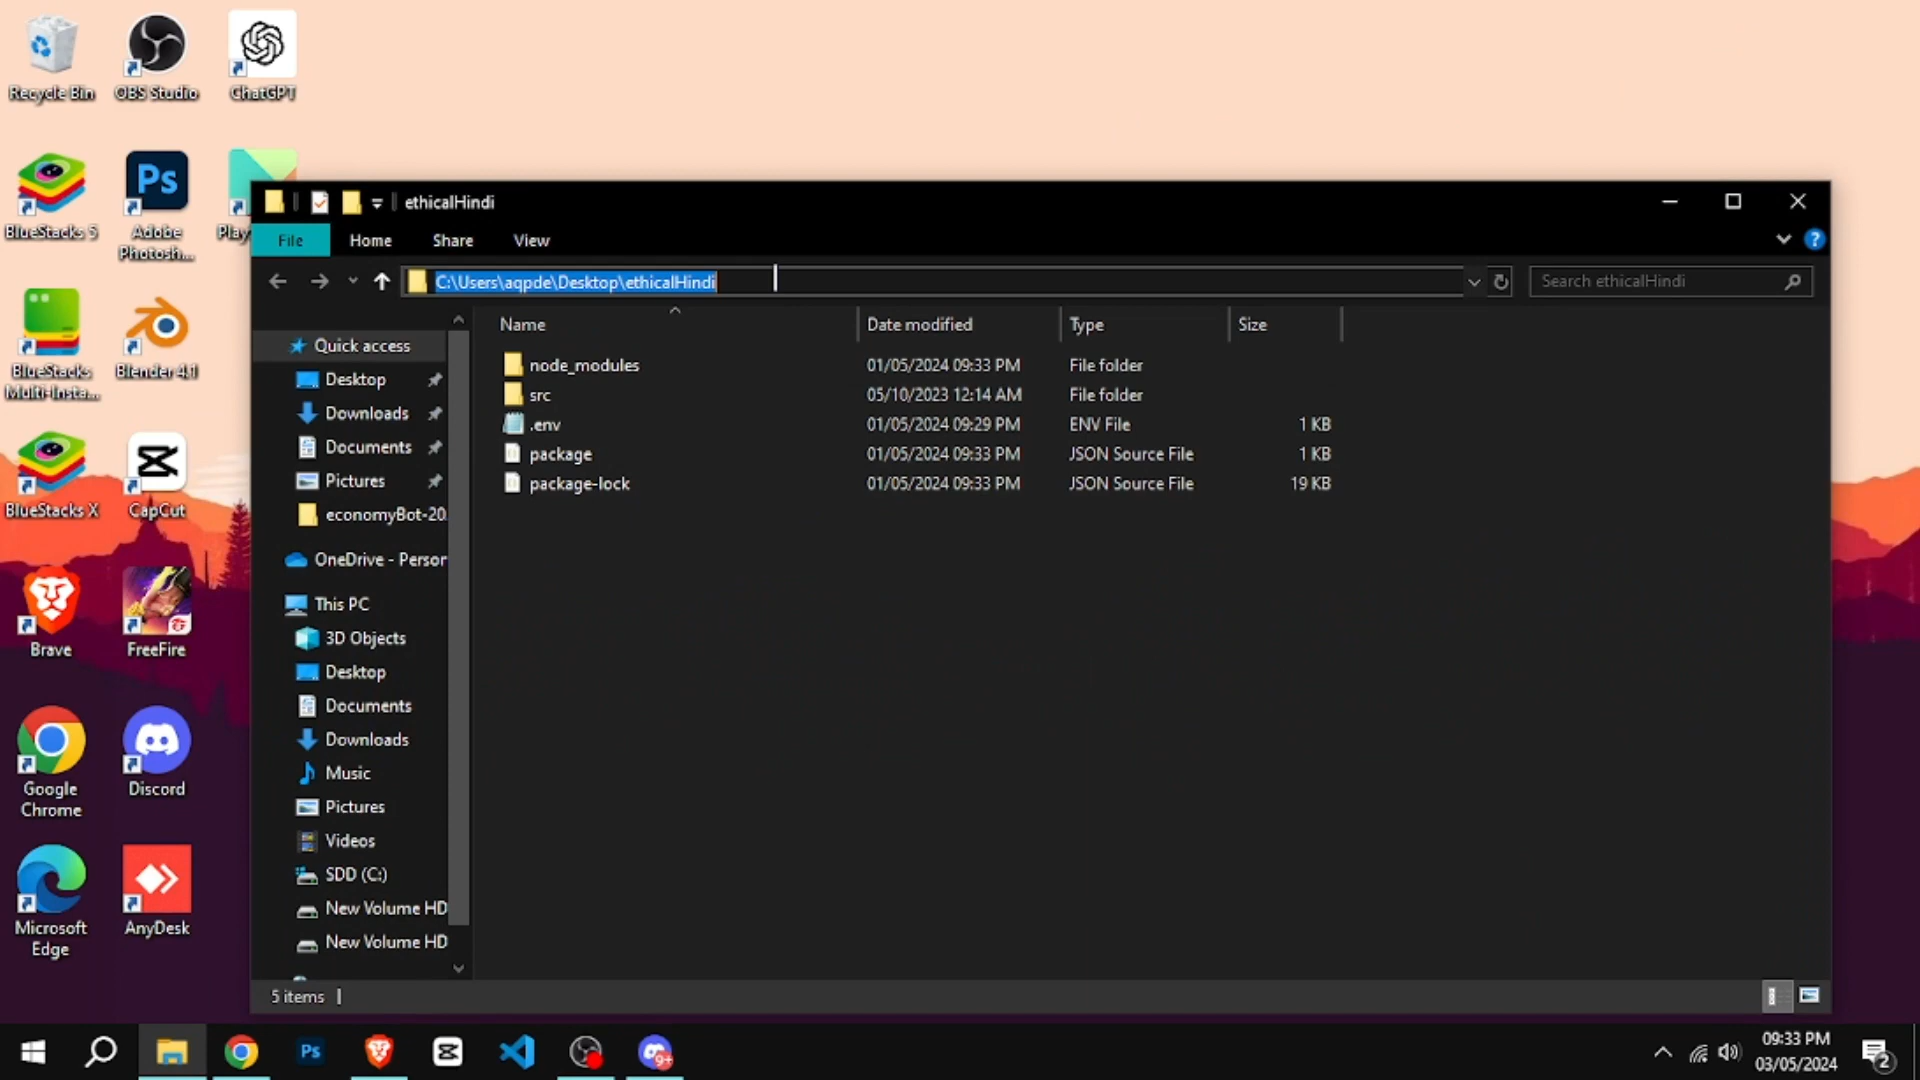 Recycle Bin
OBS Studio
ChatGPT
BlueStacks 5
Adobe
Photosh...
Play
BlueStacks
Multi-Insta...
Blender 4.1
BlueStacks X
CapCut
Brave
FreeFire
Google
Chrome
Discord
Microsoft
Edge
AnyDesk
ethicalHindi
File
Home
Share
View
C:\Users\aqpde\Desktop\ethicalHindi
Search ethicalHindi
Name
Date modified
Type
Size
Quick access
Desktop
Downloads
Documents
Pictures
economyBot-20
OneDrive - Person
This PC
3D Objects
Desktop
Documents
Downloads
Music
Pictures
Videos
SDD (C:)
New Volume HD
New Volume HD
node_modules 01/05/2024 09:33 PM File folder
src 05/10/2023 12:14 AM File folder
.env 01/05/2024 09:29 PM ENV File 1 KB
package 01/05/2024 09:33 PM JSON Source File 1 KB
package-lock 01/05/2024 09:33 PM JSON Source File 19 KB
5 items
Ps
9+
09:33 PM
03/05/2024
2